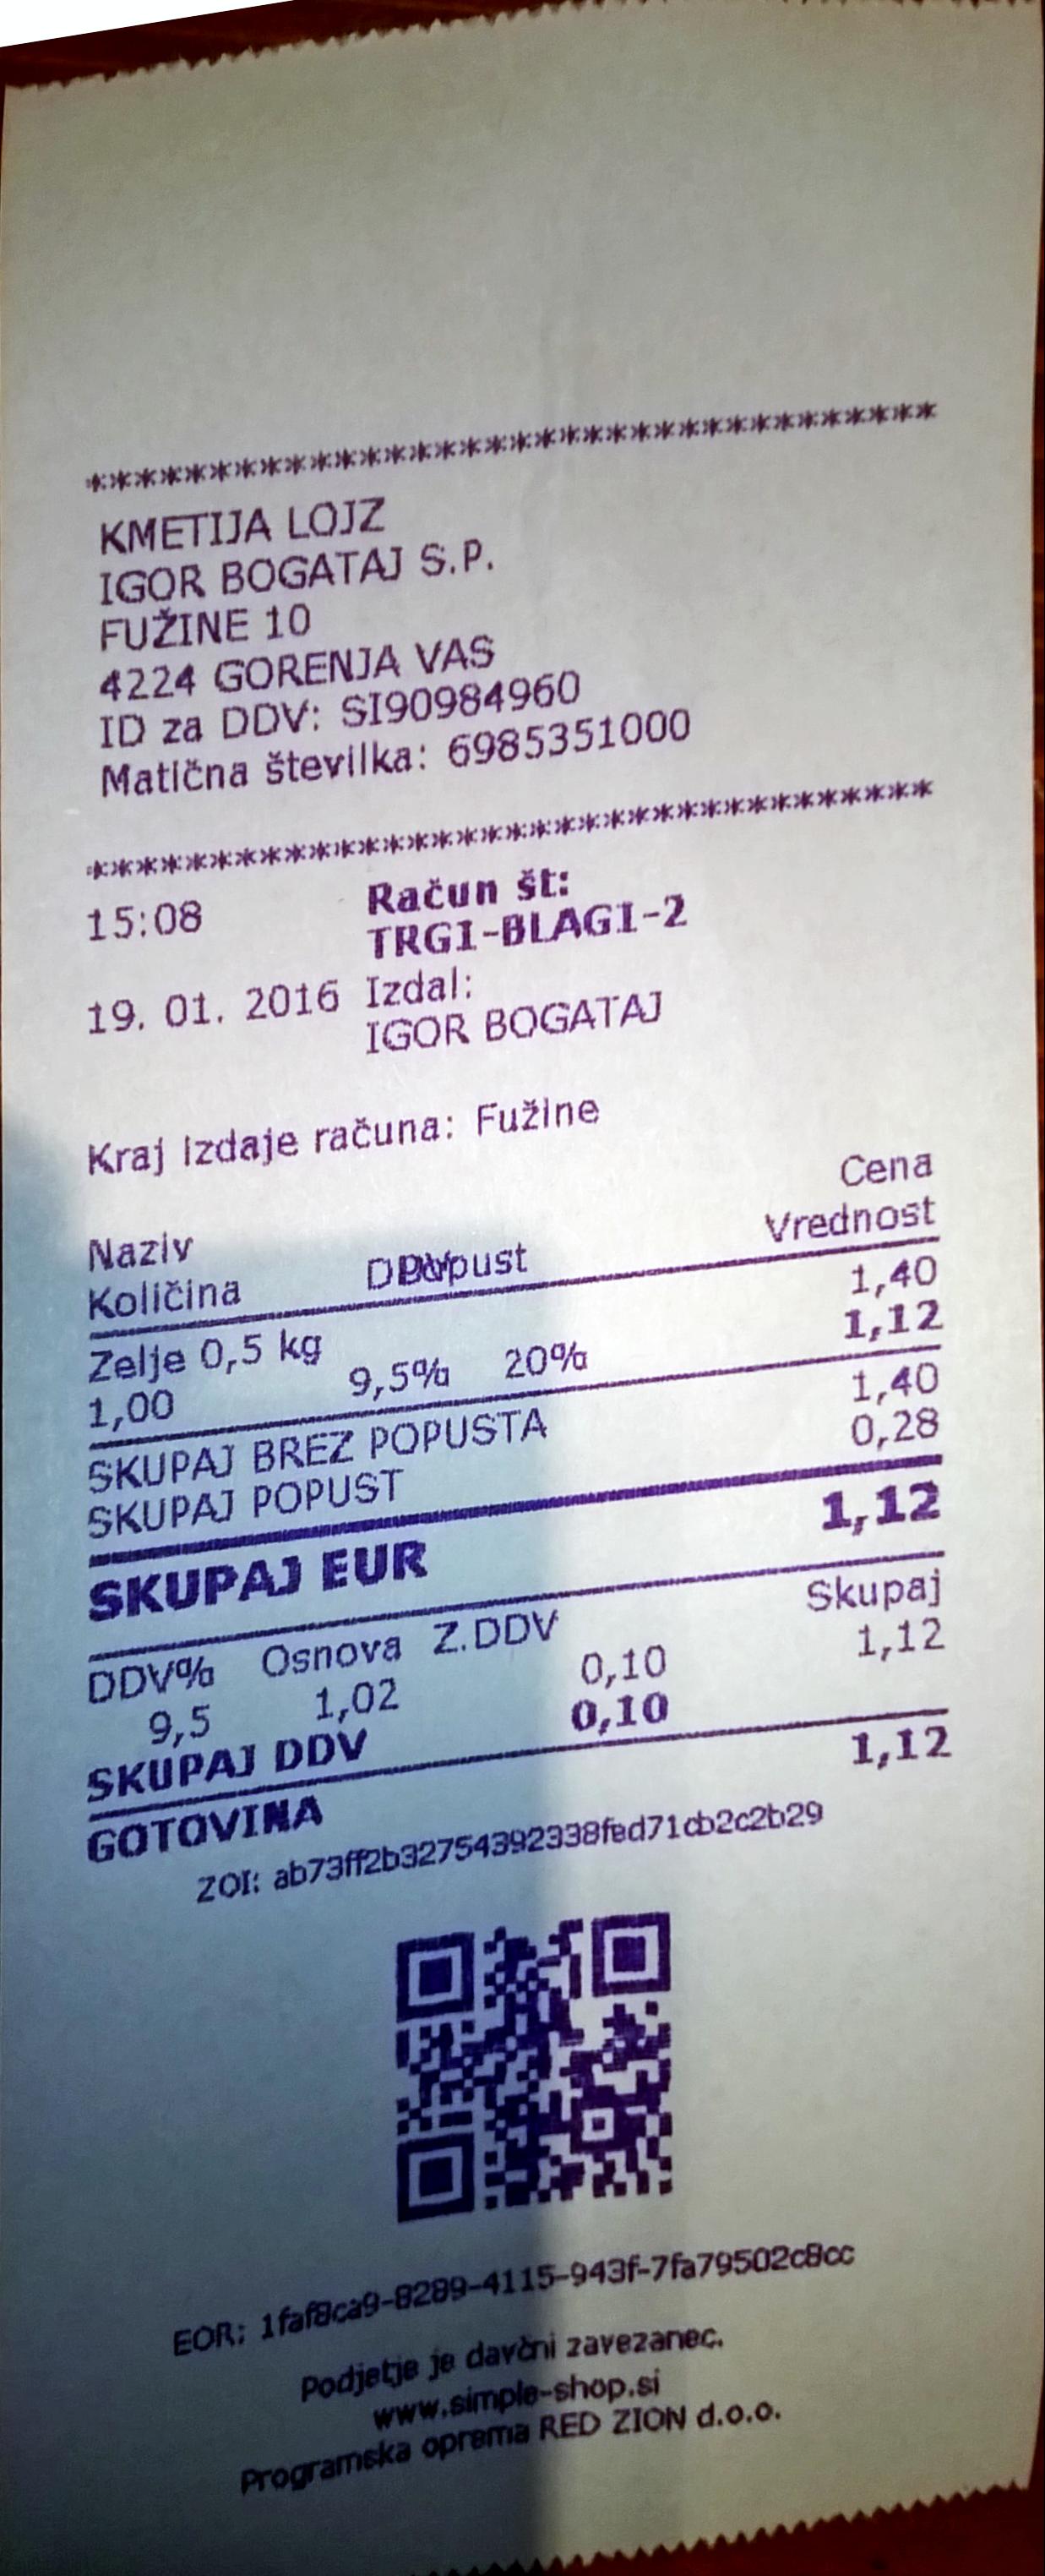 *********************************
KMETIJA LOJZ
IGOR BOGATAJ S.P.
FUŽINE 10
4224 GORENJA VAS
ID za DDV: SI90984960
Matična številka: 6985351000
*********************************
15:08 Račun št:
TRG1-BLAG1-2
19. 01. 2016 Izdal:
IGOR BOGATAJ
Kraj izdaje računa: Fužine
Naziv Cena
Količina DDV Popust Vrednost
Zelje 0,5 kg 1,40
1,00 9,5% 20% 1,12
SKUPAJ BREZ POPUSTA 1,40
SKUPAJ POPUST 0,28
SKUPAJ EUR 1,12
DDV% Osnova Z.DDV Skupaj
9,5 1,02 0,10 1,12
SKUPAJ DDV 0,10
GOTOVINA 1,12
ZOI: ab73ff2b32754392338fed71cb2c2b29
EOR: 1faf8ca9-8289-4115-943f-7fa79502c8cc
Podjetje je davčni zavezanec.
www.simple-shop.si
Programska oprema RED ZION d.o.o.